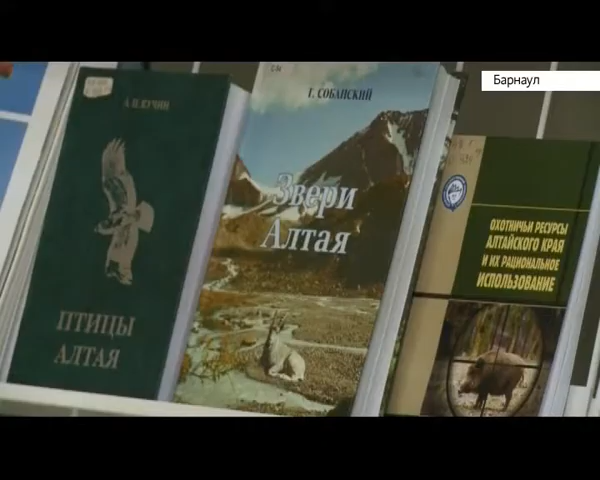 Барнаул
А.П. КУЧИН
ПТИЦЫ
АЛТАЯ
Г. СОБАНСКИЙ
Звери
Алтая
ОХОТНИЧЬИ РЕСУРСЫ
АЛТАЙСКОГО КРАЯ
И ИХ РАЦИОНАЛЬНОЕ
ИСПОЛЬЗОВАНИЕ